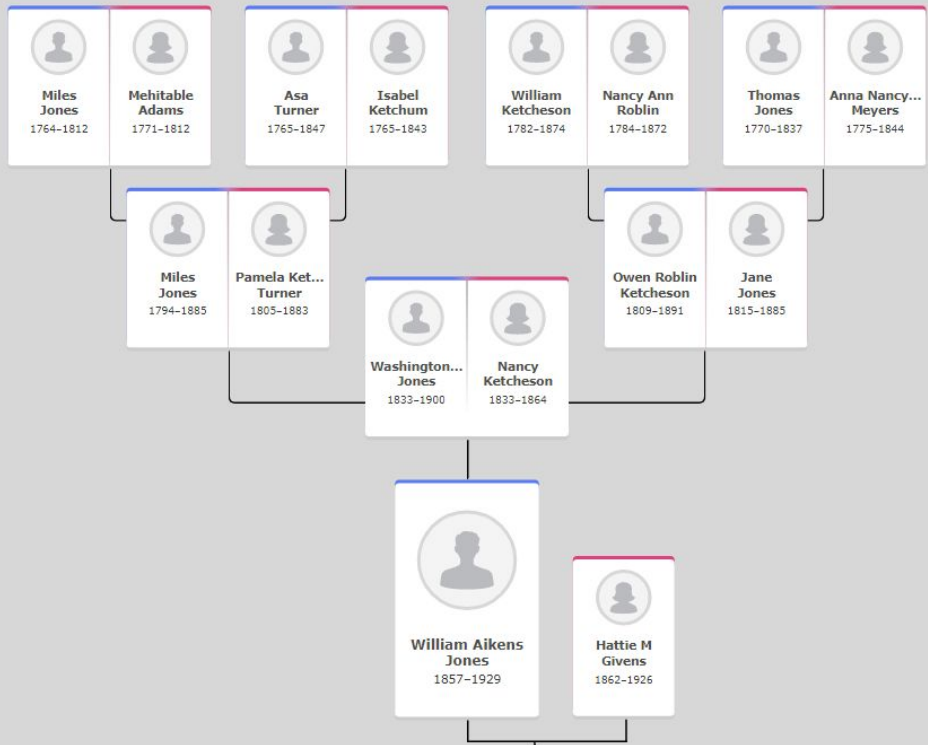 Miles
Jones
1764–1812
Mehitable
Adams
1771–1812
Asa
Turner
1765–1847
Isabel
Ketchum
1765–1843
William
Ketcheson
1782–1874
Nancy Ann
Roblin
1784–1872
Thomas
Jones
1770–1837
Anna Nancy...
Meyers
1775–1844
Miles
Jones
1794–1885
Pamela Ket...
Turner
1805–1883
Owen Roblin
Ketcheson
1809–1891
Jane
Jones
1815–1885
Washington...
Jones
1833–1900
Nancy
Ketcheson
1833–1864
William Aikens
Jones
1857–1929
Hattie M
Givens
1862–1926